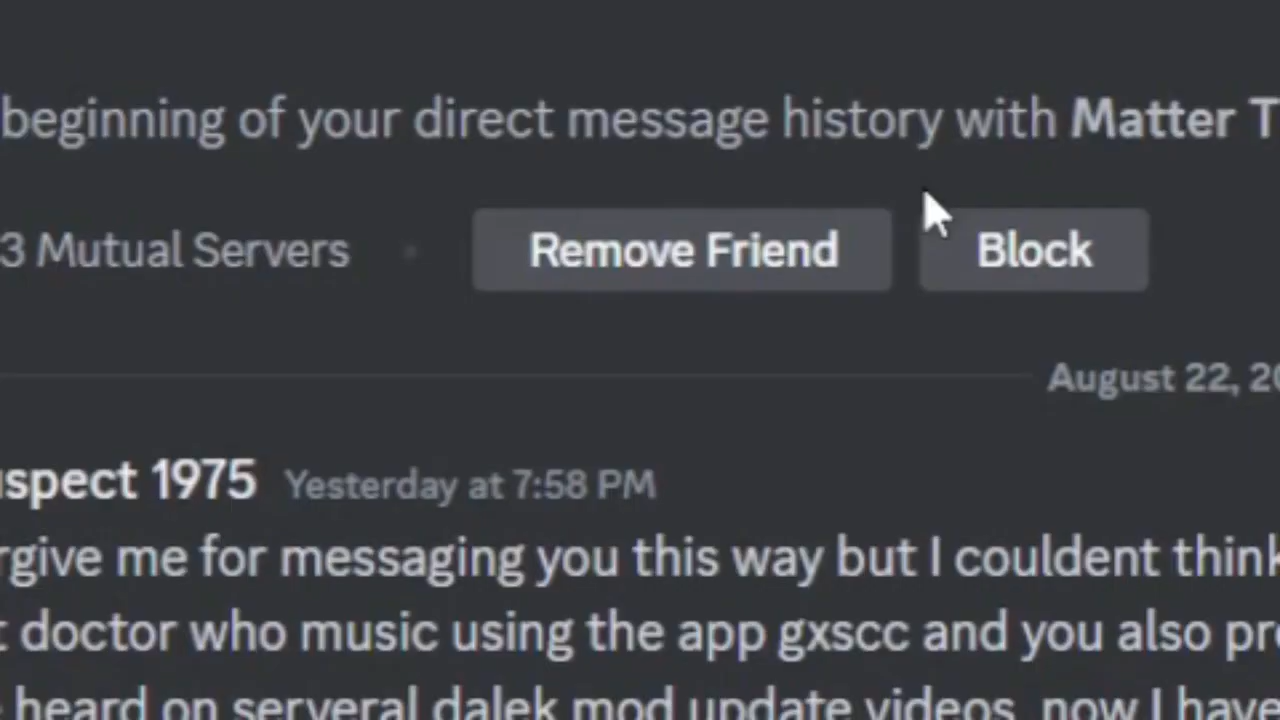 beginning of your direct message history with Matter T
3 Mutual Servers • Remove Friend Block
August 22, 20
uspect 1975 Yesterday at 7:58 PM
rgive me for messaging you this way but I couldent think
t doctor who music using the app gxscc and you also pr
heard on serveral dalek mod update videos, now I have